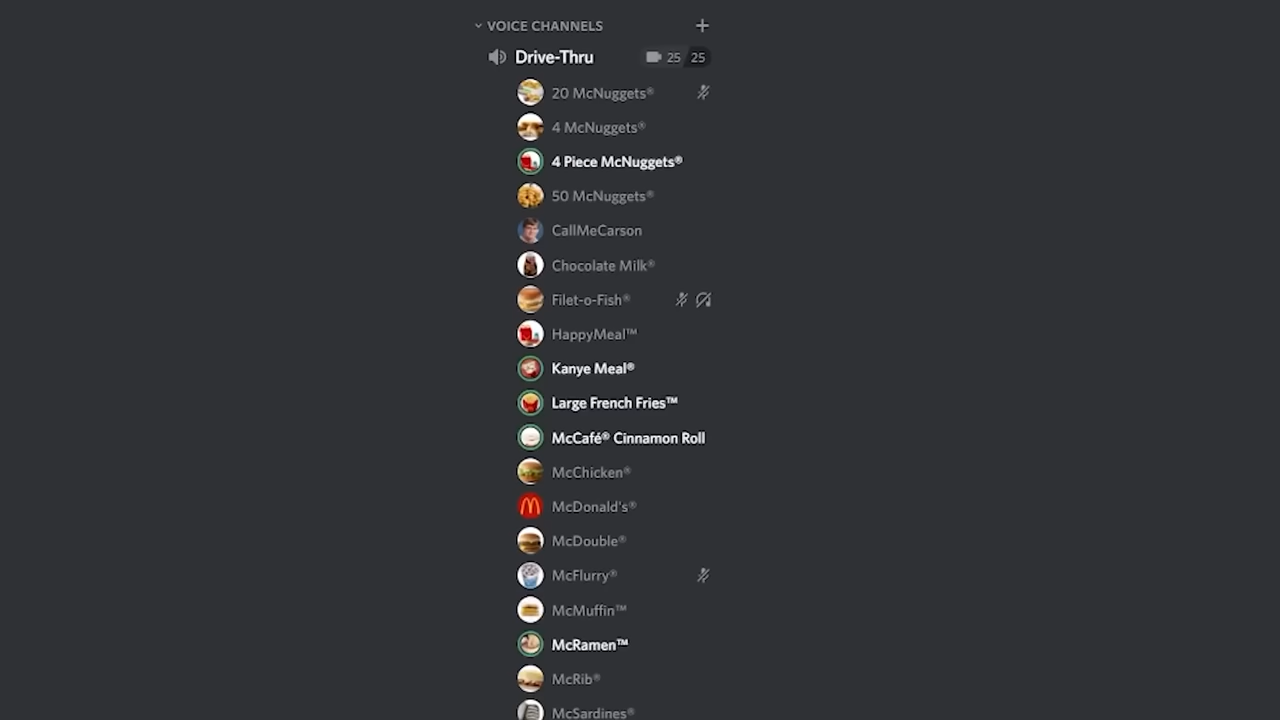 VOICE CHANNELS
Drive-Thru 25 25
20 McNuggets®
4 McNuggets®
4 Piece McNuggets®
50 McNuggets®
CallMeCarson
Chocolate Milk®
Filet-o-Fish®
HappyMeal™
Kanye Meal®
Large French Fries™
McCafé® Cinnamon Roll
McChicken®
McDonald's®
McDouble®
McFlurry®
McMuffin™
McRamen™
McRib®
McSardines®